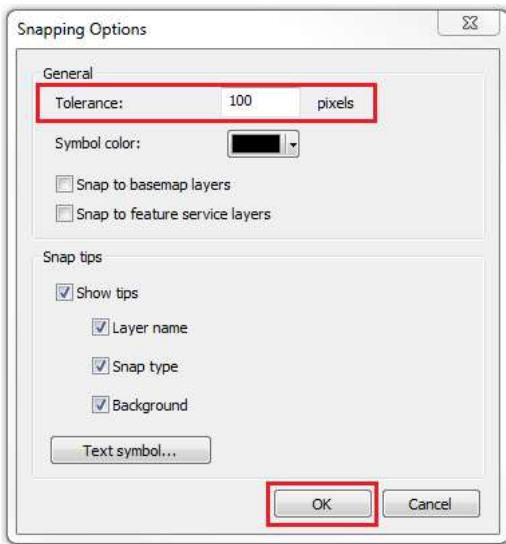 Snapping Options
General
Tolerance: 100 pixels
Symbol color:
Snap to basemap layers
Snap to feature service layers
Snap tips
Show tips
Layer name
Snap type
Background
Text symbol...
OK Cancel